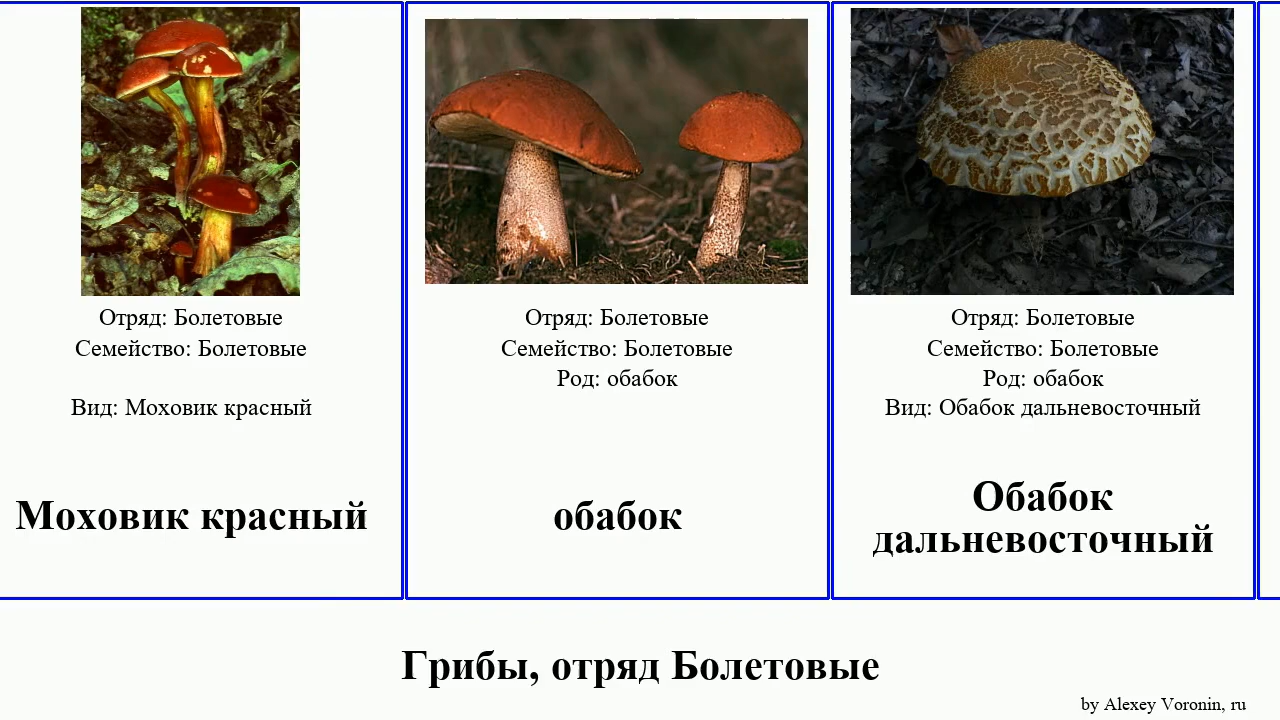 Отряд: Болетовые
Семейство: Болетовые
Вид: Моховик красный
Моховик красный
Отряд: Болетовые
Семейство: Болетовые
Род: обабок
обабок
Отряд: Болетовые
Семейство: Болетовые
Род: обабок
Вид: Обабок дальневосточный
Обабок
дальневосточный
Грибы, отряд Болетовые
by Alexey Voronin, ru